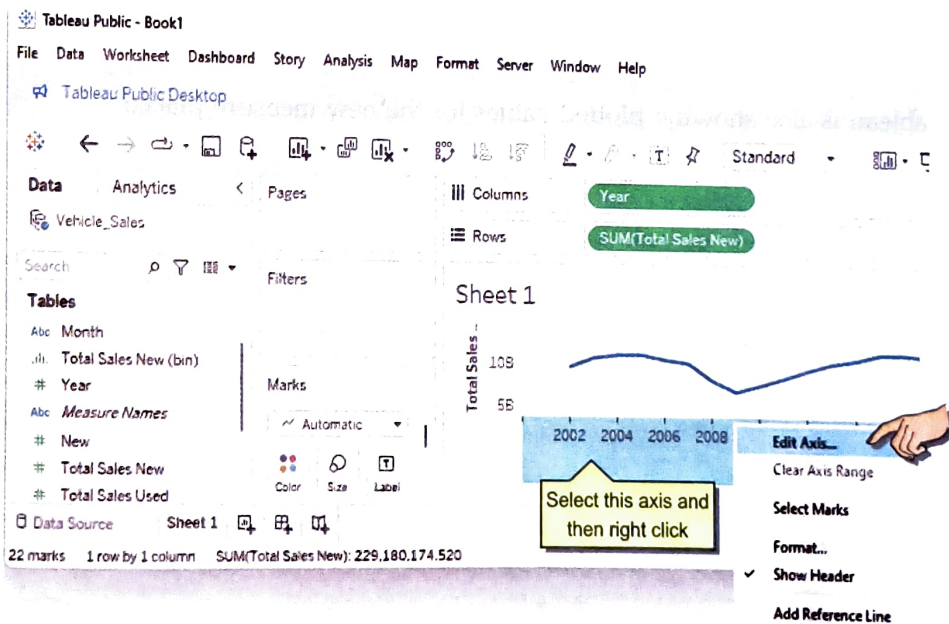 Tableau Public - Book1
File Data Worksheet Dashboard Story Analysis Map Format Server Window Help
Tableau Public Desktop
Standard
Data Analytics
Pages
Columns Year
Vehicle_Sales
Rows SUM(Total Sales New)
Search
Filters
Sheet 1
Tables
Abc Month
Total Sales New (bin)
# Year
Abc Measure Names
# New
# Total Sales New
# Total Sales Used
Marks
Automatic
Color Size Label
Total Sales ...
10B
5B
2002 2004 2006 2008
Select this axis and
then right click
Edit Axis...
Clear Axis Range
Select Marks
Format...
Show Header
Add Reference Line
Data Source Sheet 1
22 marks 1 row by 1 column SUM(Total Sales New): 229,180,174,520